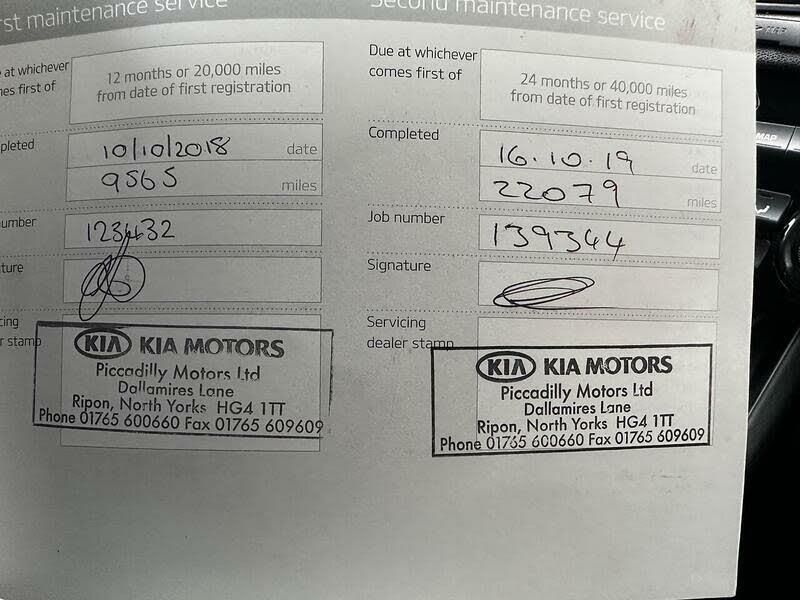 rst maintenance service
at whichever
mes first of
12 months or 20,000 miles
from date of first registration
pleted
10/10/2018 date
9565 miles
umber
123432
ture
cing
r stamp
KIA KIA MOTORS
Piccadilly Motors Ltd
Dallamires Lane
Ripon, North Yorks HG4 1TT
Phone 01765 600660 Fax 01765 609609
Second maintenance service
Due at whichever
comes first of
24 months or 40,000 miles
from date of first registration
Completed
16.10.19 date
22079 miles
Job number
139344
Signature
Servicing
dealer stamp
KIA KIA MOTORS
Piccadilly Motors Ltd
Dallamires Lane
Ripon, North Yorks HG4 1TT
Phone 01765 600660 Fax 01765 609609
MAP
MAP